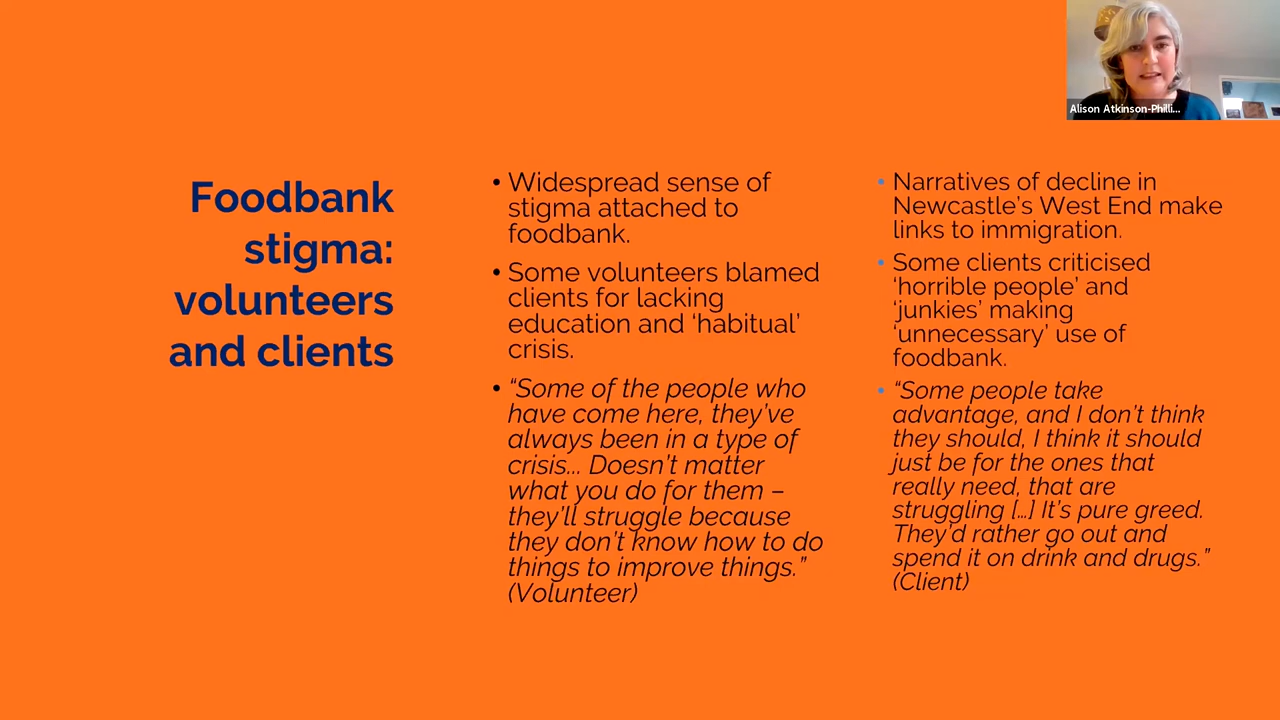 Alison Atkinson-Philli...
Foodbank
stigma:
volunteers
and clients
• Widespread sense of
stigma attached to
foodbank.
• Some volunteers blamed
clients for lacking
education and ‘habitual’
crisis.
• “Some of the people who
have come here, they’ve
always been in a type of
crisis... Doesn’t matter
what you do for them –
they’ll struggle because
they don’t know how to do
things to improve things.”
(Volunteer)
• Narratives of decline in
Newcastle’s West End make
links to immigration.
• Some clients criticised
‘horrible people’ and
‘junkies’ making
‘unnecessary’ use of
foodbank.
• “Some people take
advantage, and I don’t think
they should, I think it should
just be for the ones that
really need, that are
struggling […] It’s pure greed.
They’d rather go out and
spend it on drink and drugs.”
(Client)